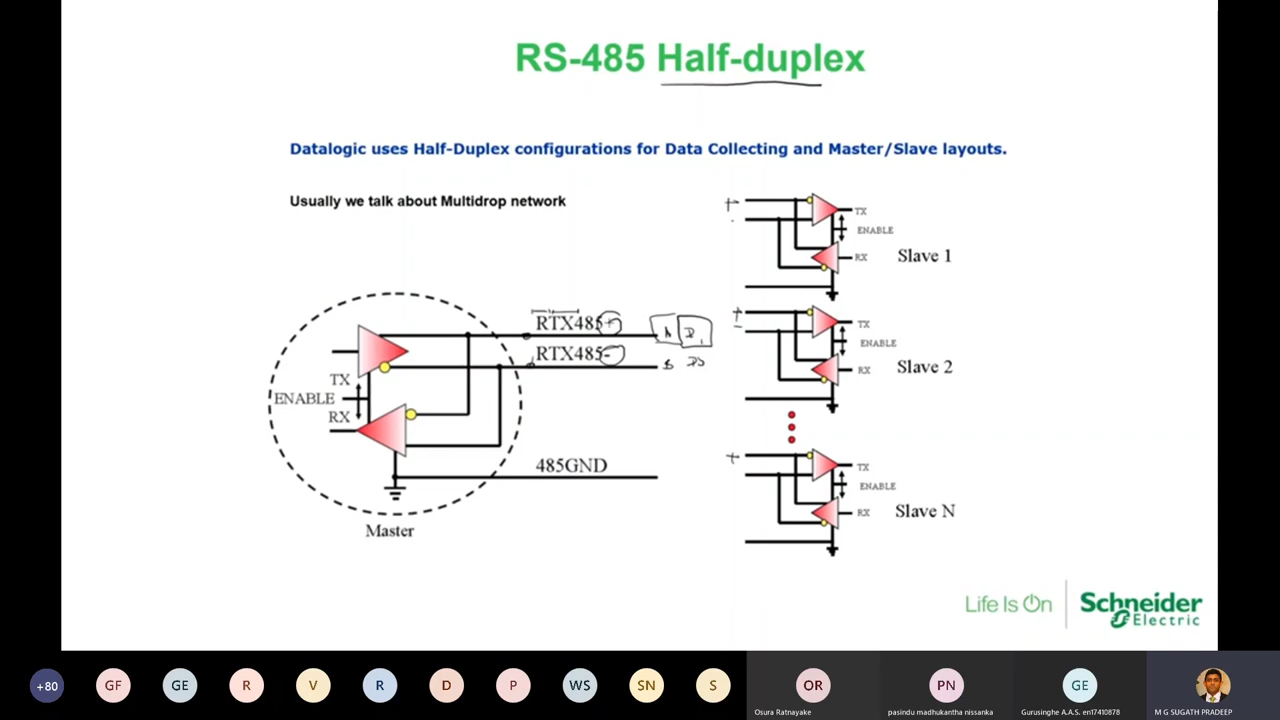 RS-485 Half-duplex
Datalogic uses Half-Duplex configurations for Data Collecting and Master/Slave layouts.
Usually we talk about Multidrop network
TX
ENABLE
RX
Slave 1
RTX485+
A
RTX485-
TX
ENABLE
RX
Slave 2
TX
ENABLE
RX
485GND
Master
TX
ENABLE
RX
Slave N
Life Is On
Schneider
Electric
+80
GF
GE
R
V
R
D
P
WS
SN
S
OR
Osura Ratnayake
PN
pasindu madhukantha nissanka
GE
Gurusinghe A.A.S. en17410878
M G SUGATH PRADEEP